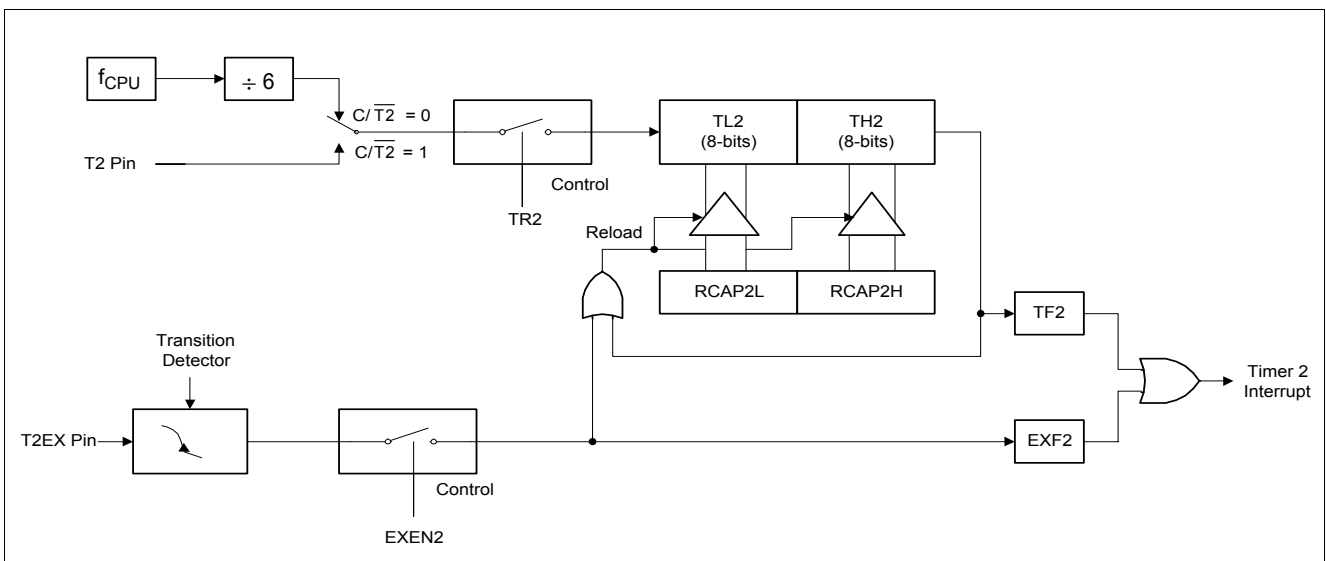 fCPU
÷ 6
C/T2 = 0
C/T2 = 1
T2 Pin
Control
TR2
TL2
(8-bits)
TH2
(8-bits)
Reload
RCAP2L
RCAP2H
TF2
Transition
Detector
Timer 2
Interrupt
T2EX Pin
EXF2
Control
EXEN2